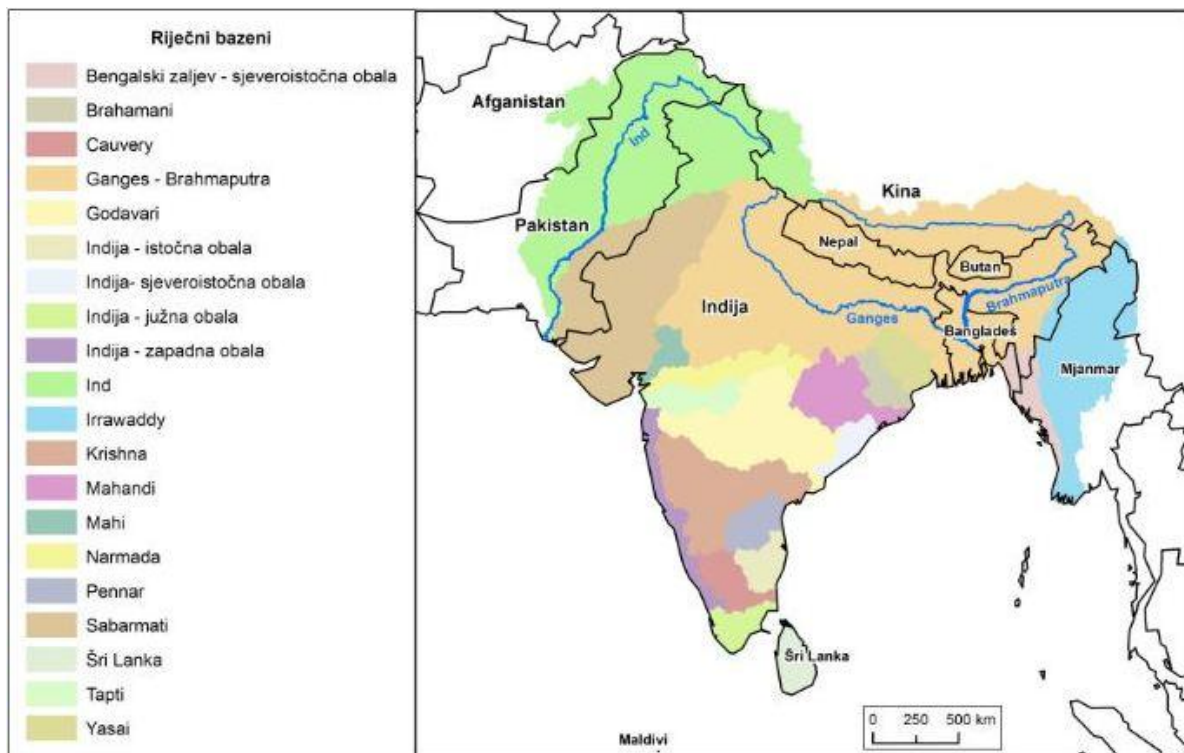 Riječni bazeni
Bengalski zaljev - sjeveroistočna obala
Brahamani
Cauvery
Ganges - Brahmaputra
Godavari
Indija - istočna obala
Indija- sjeveroistočna obala
Indija - južna obala
Indija - zapadna obala
Ind
Irrawaddy
Krishna
Mahandi
Mahi
Narmada
Pennar
Sabarmati
Šri Lanka
Tapti
Yasai
Afganistan
Ind
Kina
Pakistan
Nepal
Butan
Indija
Brahmaputra
Ganges
Bangladeš
Mjanmar
Šri Lanka
0 250 500 km
Maldivi